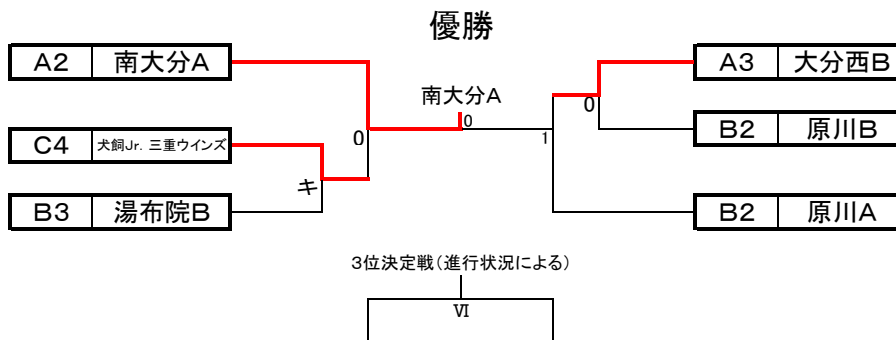 優勝
A2 南大分A
A3 大分西B
南大分A
0
0
B2 原川B
C4 犬飼Jr. 三重ウインズ
0
1
キ
B3 湯布院B
B2 原川A
3位決定戦(進行状況による)
Ⅵ